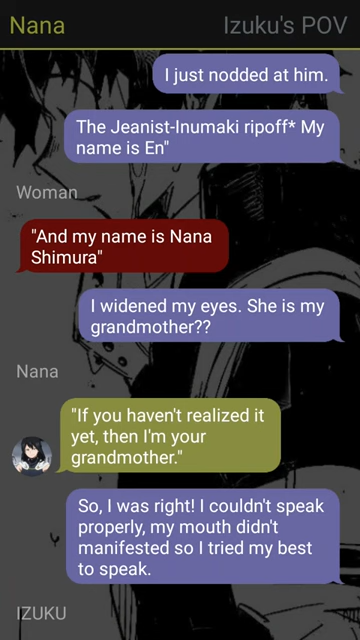 Nana
Izuku's POV
I just nodded at him.
The Jeanist-Inumaki ripoff* My
name is En"
Woman
"And my name is Nana
Shimura"
I widened my eyes. She is my
grandmother??
Nana
"If you haven't realized it
yet, then I'm your
grandmother."
So, I was right! I couldn't speak
properly, my mouth didn't
manifested so I tried my best
to speak.
IZUKU